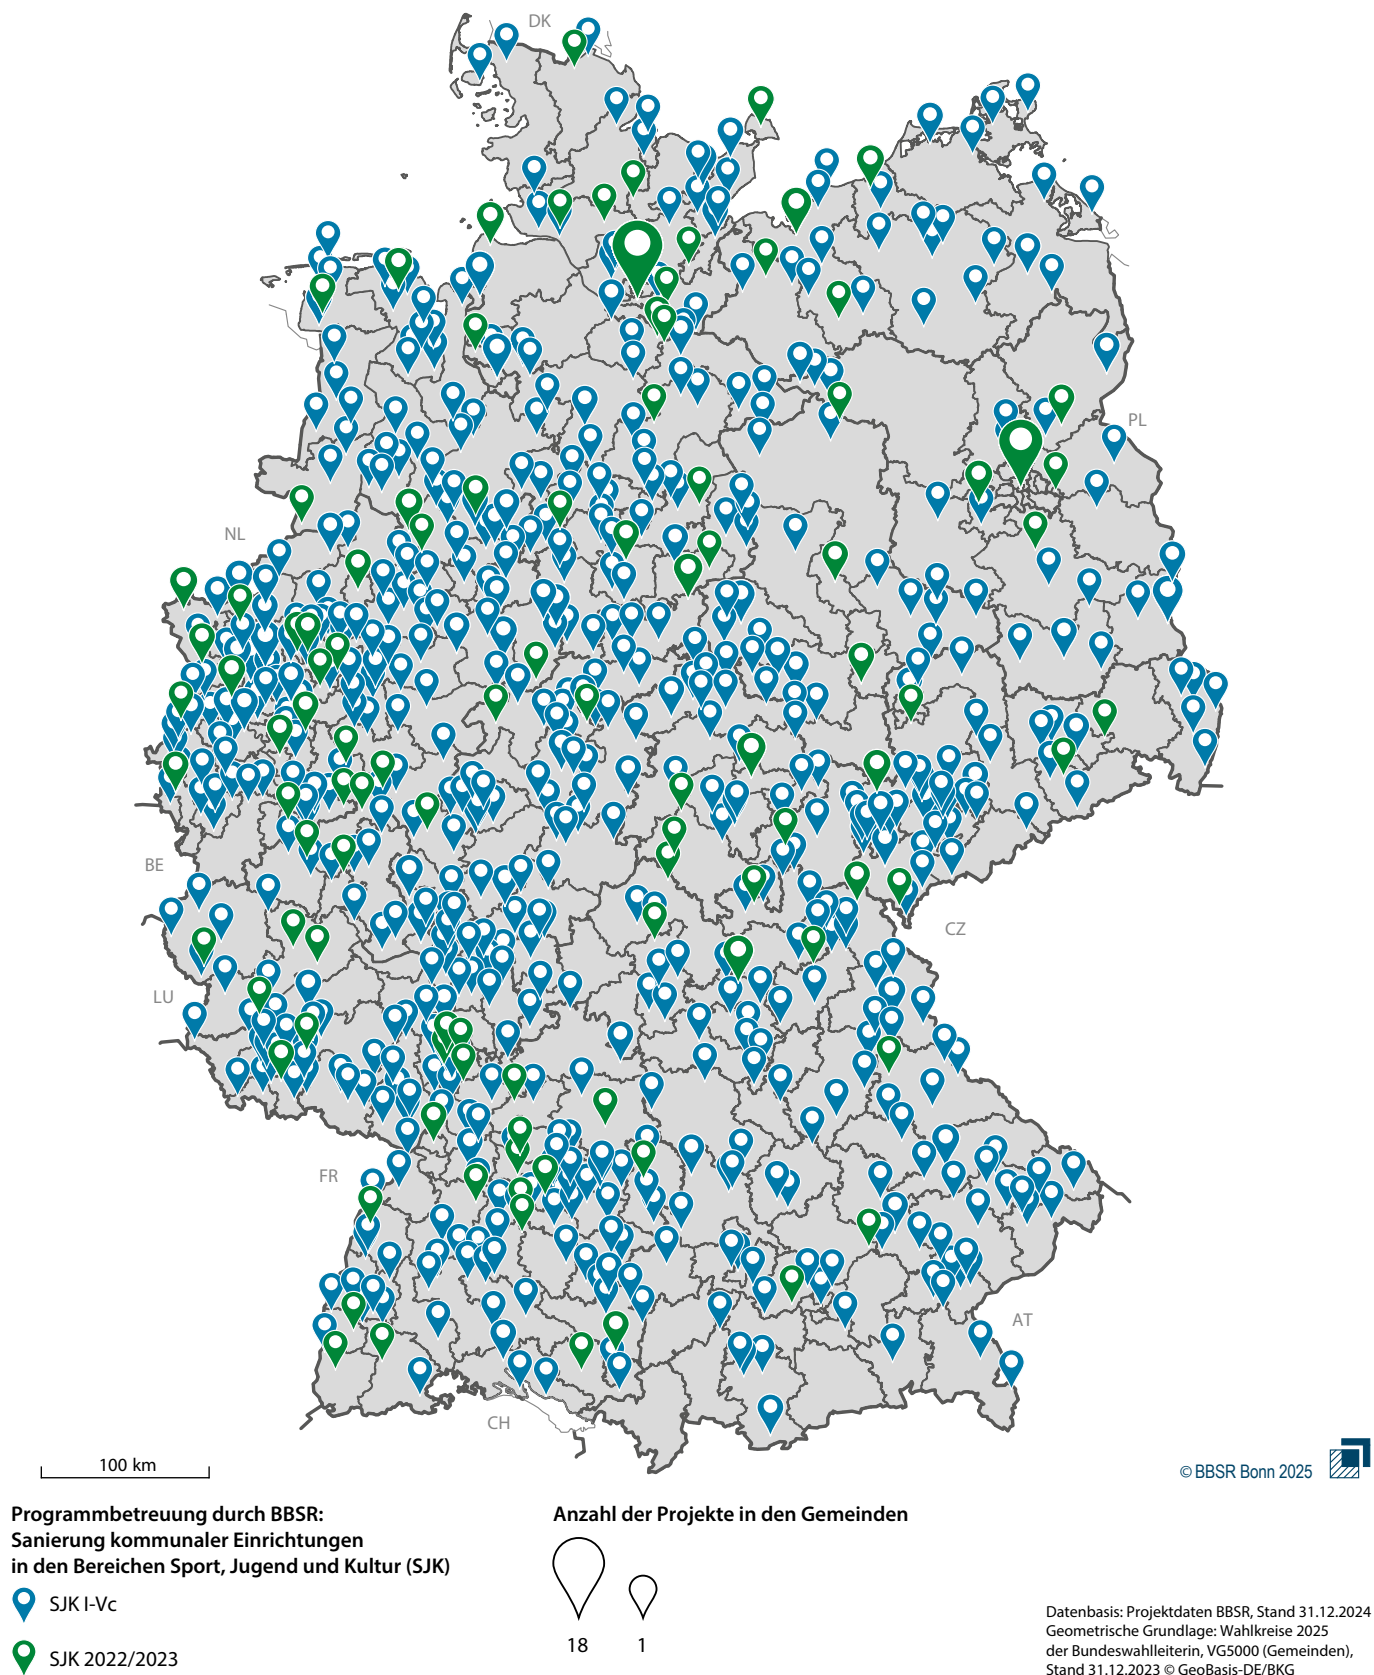 DK
PL
NL
BE
CZ
LU
FR
AT
CH
100 km
© BBSR Bonn 2025
Programmbetreuung durch BBSR:
Sanierung kommunaler Einrichtungen
in den Bereichen Sport, Jugend und Kultur (SJK)
SJK I-Vc
SJK 2022/2023
Anzahl der Projekte in den Gemeinden
18 1
Datenbasis: Projektdaten BBSR, Stand 31.12.2024
Geometrische Grundlage: Wahlkreise 2025
der Bundeswahlleiterin, VG5000 (Gemeinden),
Stand 31.12.2023 © GeoBasis-DE/BKG